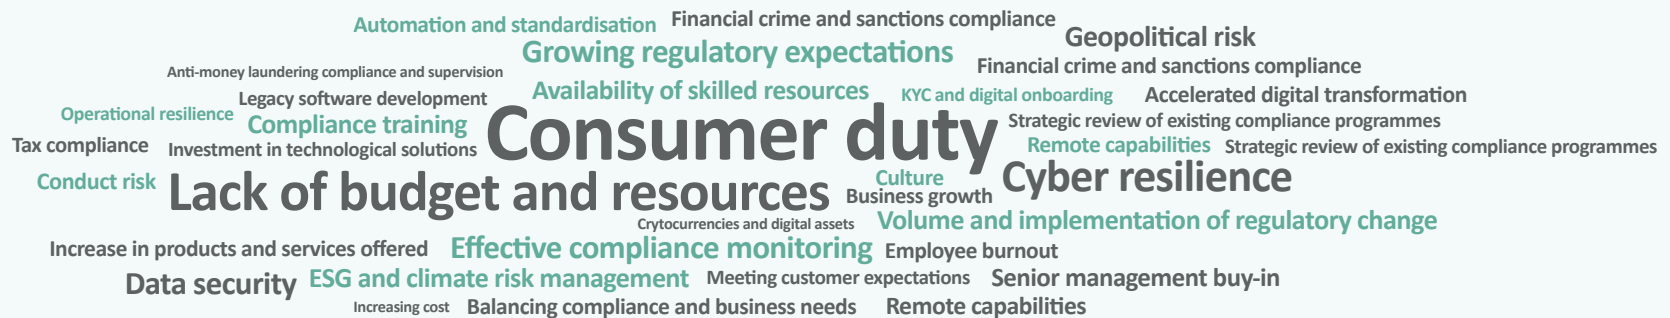 Automation and standardisation
Financial crime and sanctions compliance
Geopolitical risk
Growing regulatory expectations
Financial crime and sanctions compliance
Anti-money laundering compliance and supervision
Availability of skilled resources
KYC and digital onboarding
Accelerated digital transformation
Legacy software development
Operational resilience
Compliance training
Consumer duty
Strategic review of existing compliance programmes
Tax compliance
Investment in technological solutions
Remote capabilities
Strategic review of existing compliance programmes
Conduct risk
Lack of budget and resources
Culture
Cyber resilience
Business growth
Crytocurrencies and digital assets
Volume and implementation of regulatory change
Increase in products and services offered
Effective compliance monitoring
Employee burnout
Data security
ESG and climate risk management
Meeting customer expectations
Senior management buy-in
Increasing cost
Balancing compliance and business needs
Remote capabilities